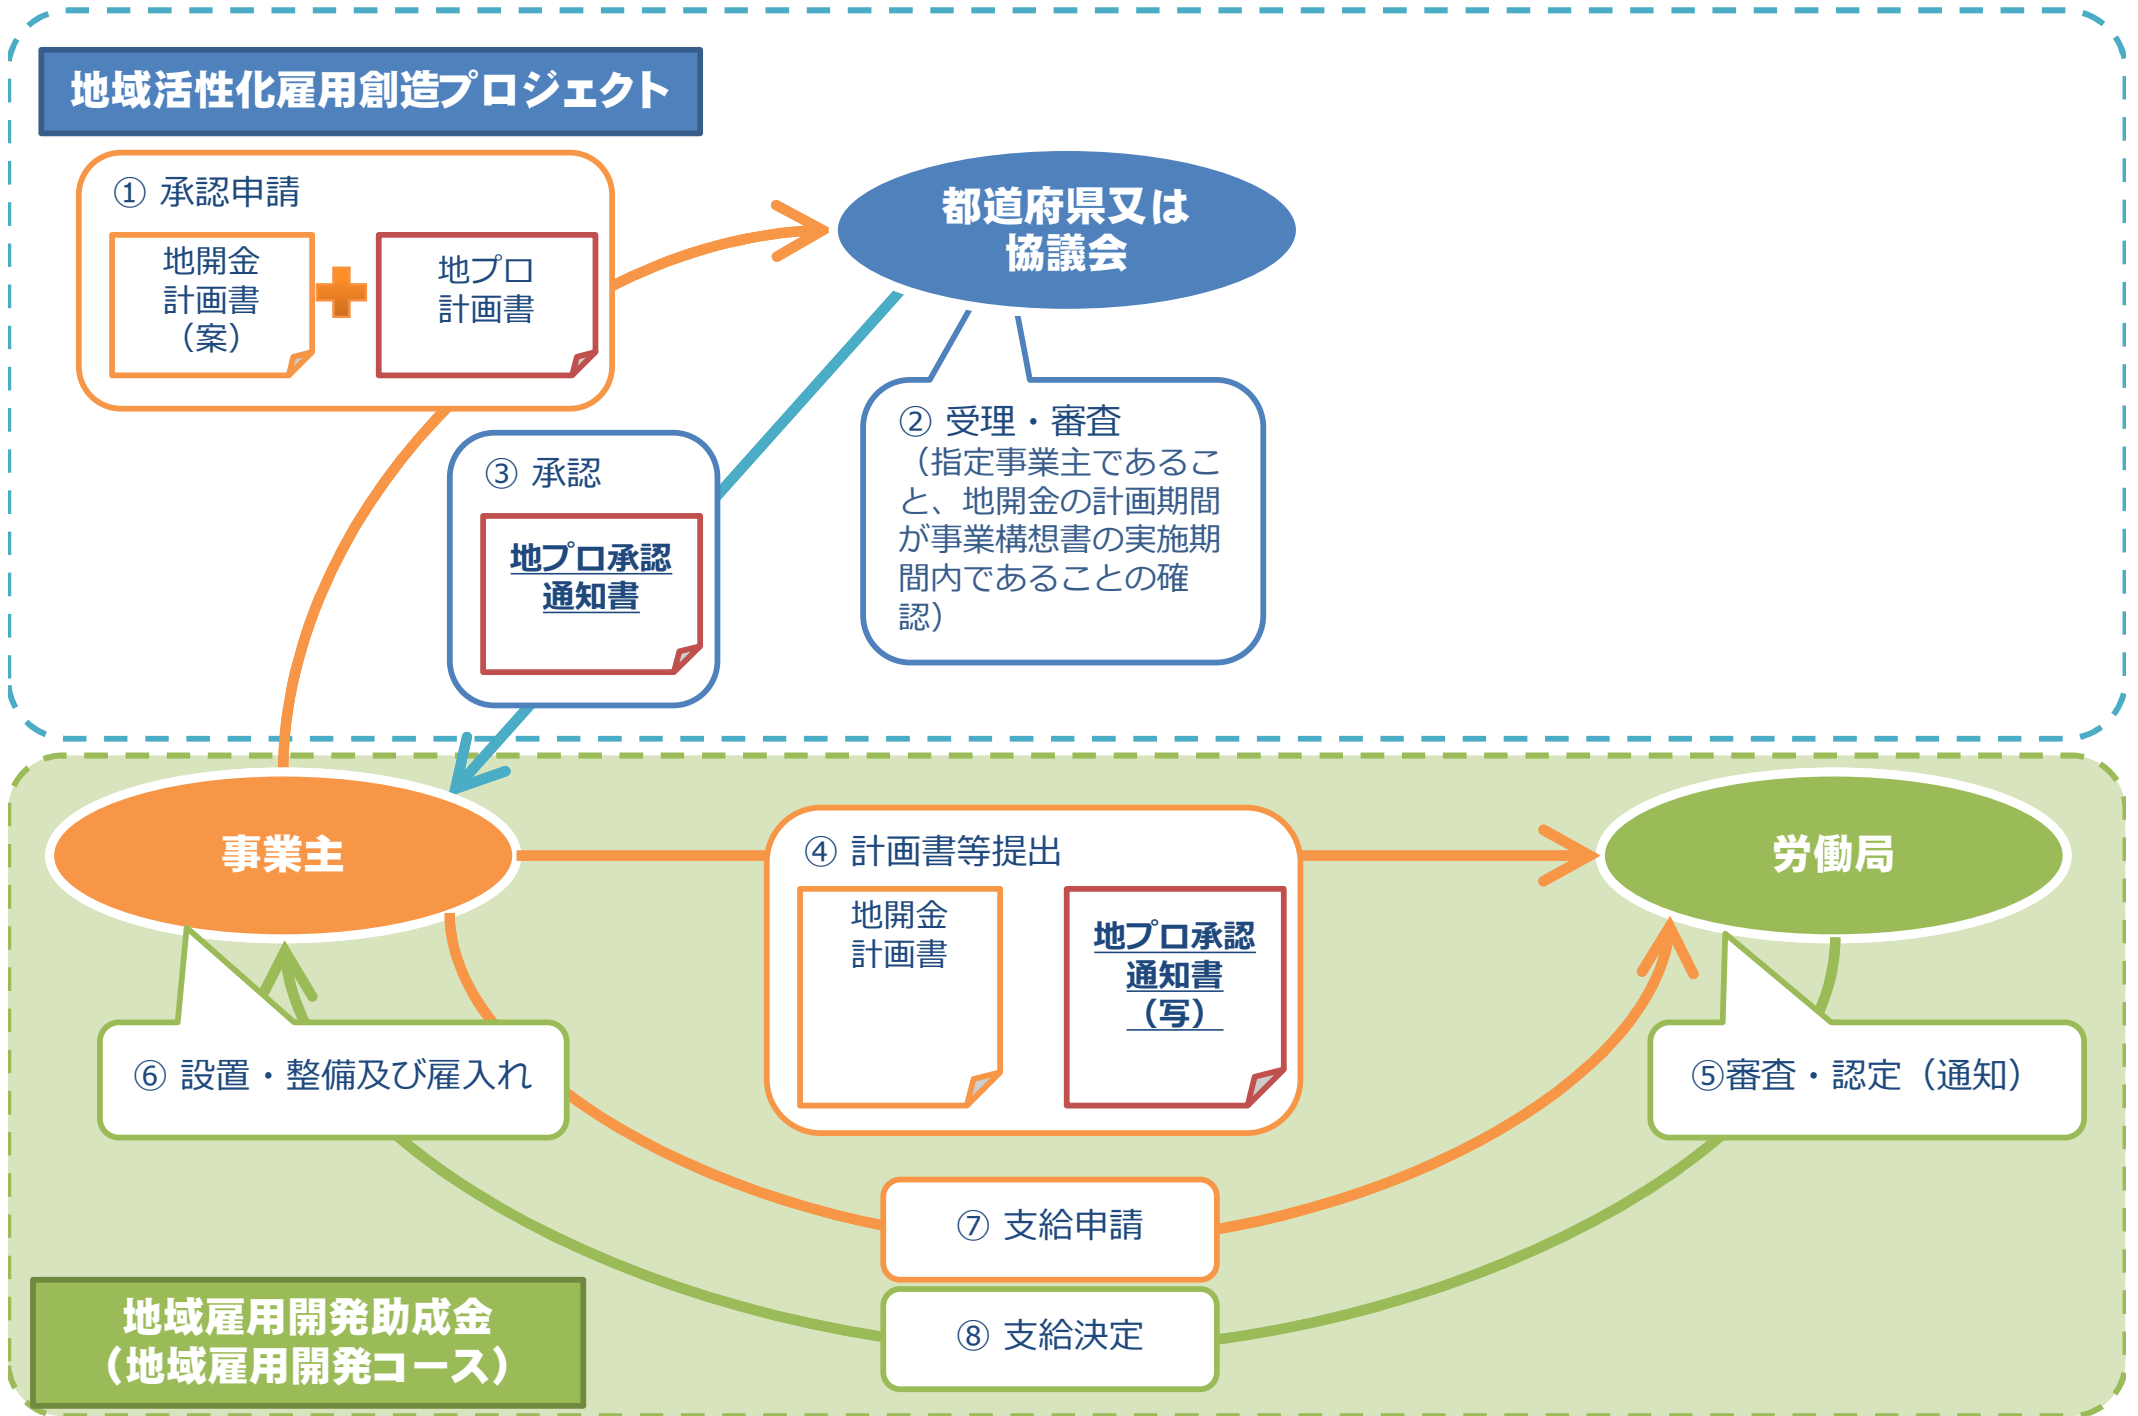 地域活性化雇用創造プロジェクト
① 承認申請
地開金
計画書
（案）
地プロ
計画書
都道府県又は
協議会
② 受理・審査
（指定事業主であるこ
と、地開金の計画期間
が事業構想書の実施期
間内であることの確
認）
③ 承認
地プロ承認
通知書
事業主
④ 計画書等提出
地開金
計画書
地プロ承認
通知書
（写）
労働局
⑥ 設置・整備及び雇入れ
⑤審査・認定（通知）
⑦ 支給申請
⑧ 支給決定
地域雇用開発助成金
（地域雇用開発コース）